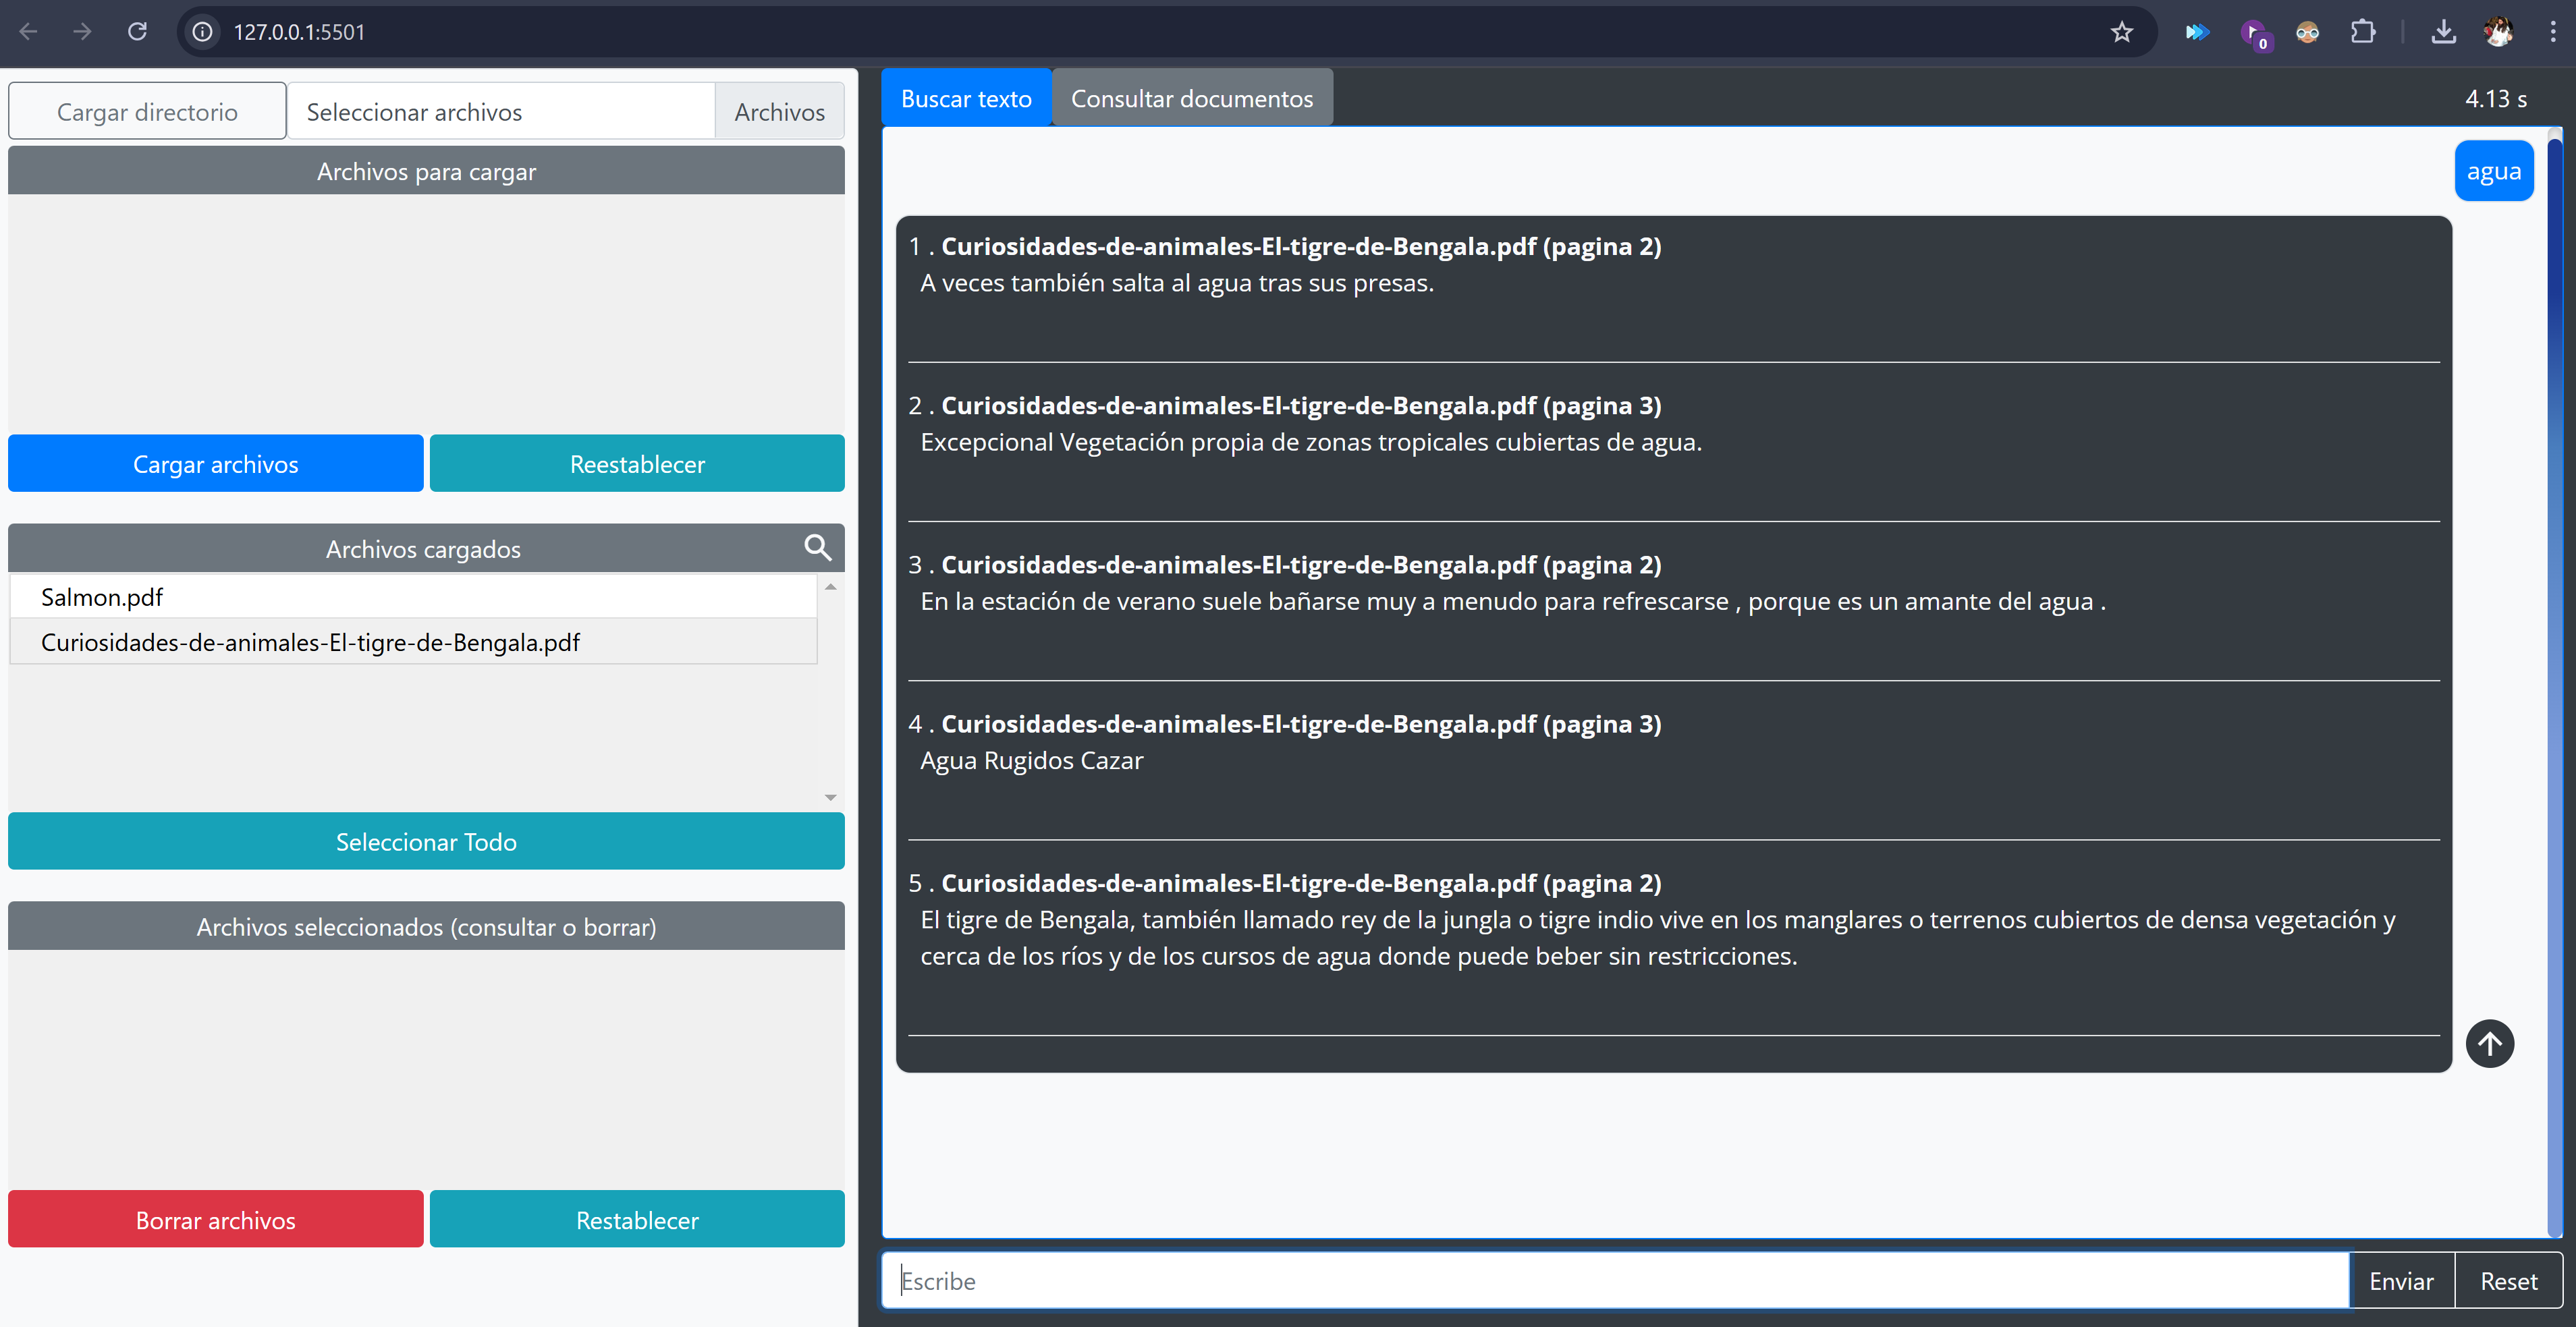 127.0.0.1:5501
0
Cargar directorio
Seleccionar archivos
Archivos
Archivos para cargar
Cargar archivos
Reestablecer
Archivos cargados
Salmon.pdf
Curiosidades-de-animales-El-tigre-de-Bengala.pdf
Seleccionar Todo
Archivos seleccionados (consultar o borrar)
Borrar archivos
Restablecer
Buscar texto
Consultar documentos
4.13 s
agua
1 . Curiosidades-de-animales-El-tigre-de-Bengala.pdf (pagina 2)
A veces también salta al agua tras sus presas.
2 . Curiosidades-de-animales-El-tigre-de-Bengala.pdf (pagina 3)
Excepcional Vegetación propia de zonas tropicales cubiertas de agua.
3 . Curiosidades-de-animales-El-tigre-de-Bengala.pdf (pagina 2)
En la estación de verano suele bañarse muy a menudo para refrescarse , porque es un amante del agua .
4 . Curiosidades-de-animales-El-tigre-de-Bengala.pdf (pagina 3)
Agua Rugidos Cazar
5 . Curiosidades-de-animales-El-tigre-de-Bengala.pdf (pagina 2)
El tigre de Bengala, también llamado rey de la jungla o tigre indio vive en los manglares o terrenos cubiertos de densa vegetación y
cerca de los ríos y de los cursos de agua donde puede beber sin restricciones.
Escribe
Enviar
Reset